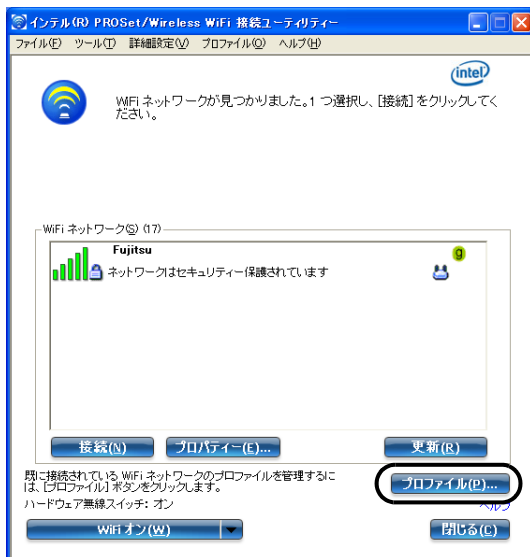 インテル(R) PROSet/Wireless WiFi 接続ユーティリティー
ファイル(F) ツール(T) 詳細設定(V) プロファイル(O) ヘルプ(H)
intel
WiFi ネットワークが見つかりました。1 つ選択し、[接続] をクリックしてく
ださい。
WiFi ネットワーク(S) (17)
Fujitsu
g
ネットワークはセキュリティー保護されています
接続(N) プロパティー(E)... 更新(R)
既に接続されている WiFi ネットワークのプロファイルを管理するに
は、[プロファイル] ボタンをクリックします。
プロファイル(P)...
ハードウェア無線スイッチ: オン
ヘルプ
WiFi オン(W) 閉じる(C)